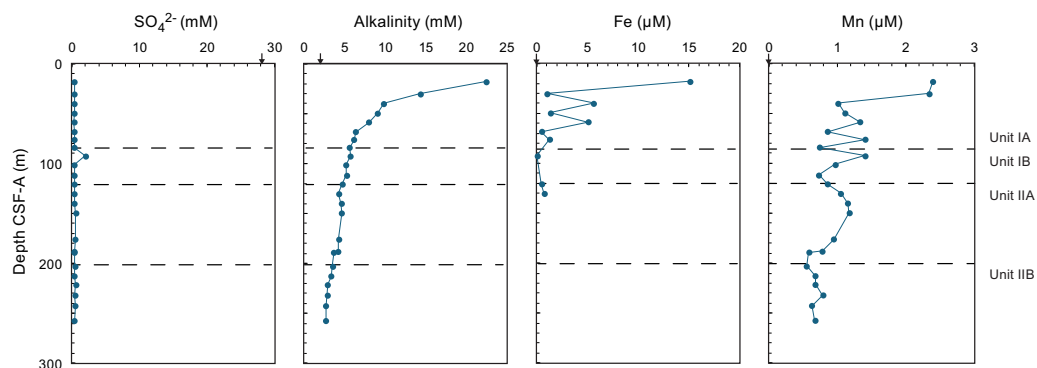 SO₄²⁻ (mM) Alkalinity (mM) Fe (µM) Mn (µM)
0 10 20 30 0 5 10 15 20 25 0 5 10 15 20 0 1 2 3
0
Unit IA
100 Unit IB
Unit IIA
200
Unit IIB
300
Depth CSF-A (m)